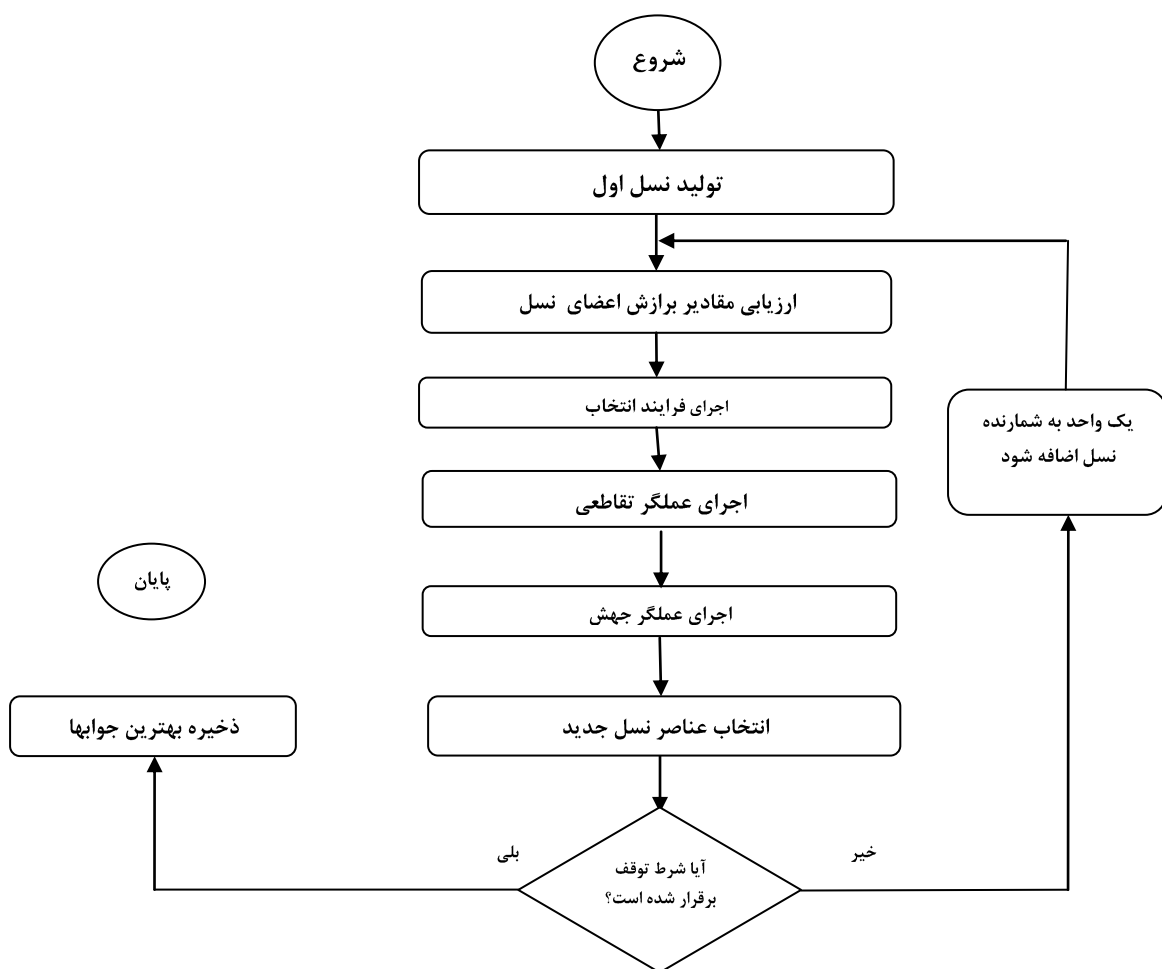 شروع
تولید نسل اول
ارزیابی مقادیر برازش اعضای نسل
اجرای فرایند انتخاب
یک واحد به شمارنده
نسل اضافه شود
اجرای عملگر تقاطعی
پایان
اجرای عملگر جهش
انتخاب عناصر نسل جدید
ذخیره بهترین جوابها
خیر
بلی
آیا شرط توقف
برقرار شده است؟